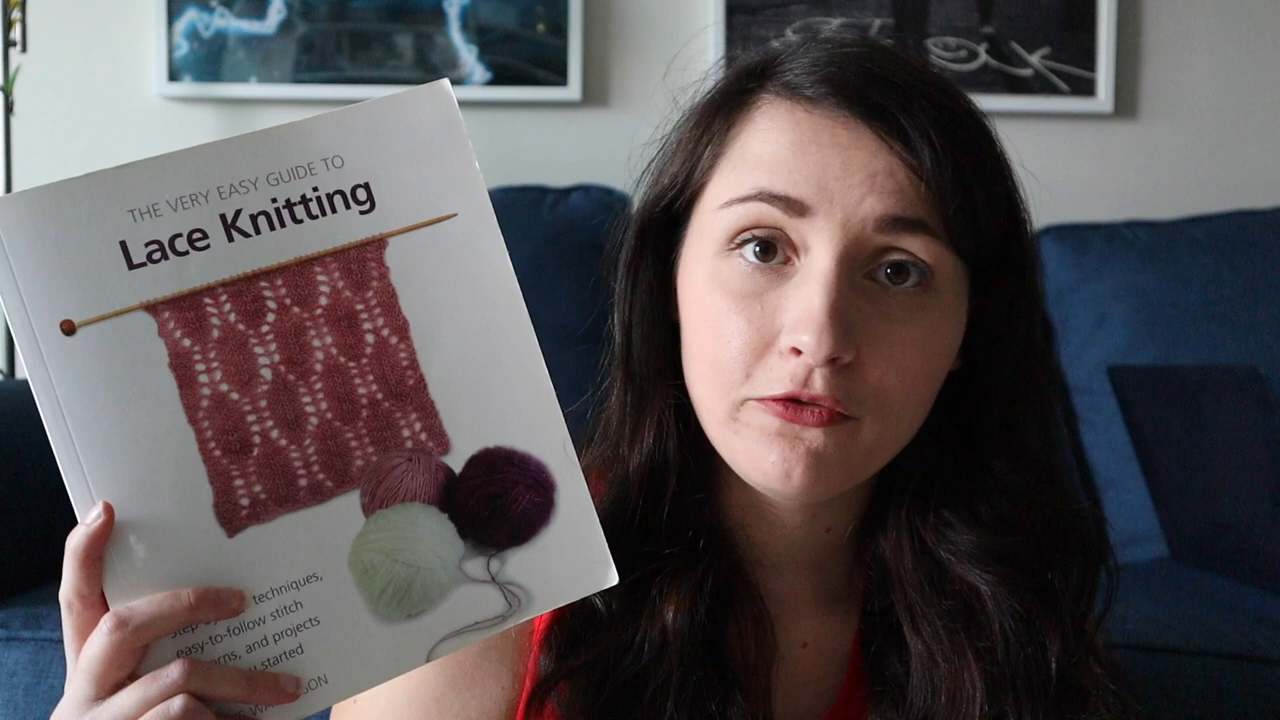 THE VERY EASY GUIDE TO
Lace Knitting
techniques,
easy-to-follow stitch
and projects
started